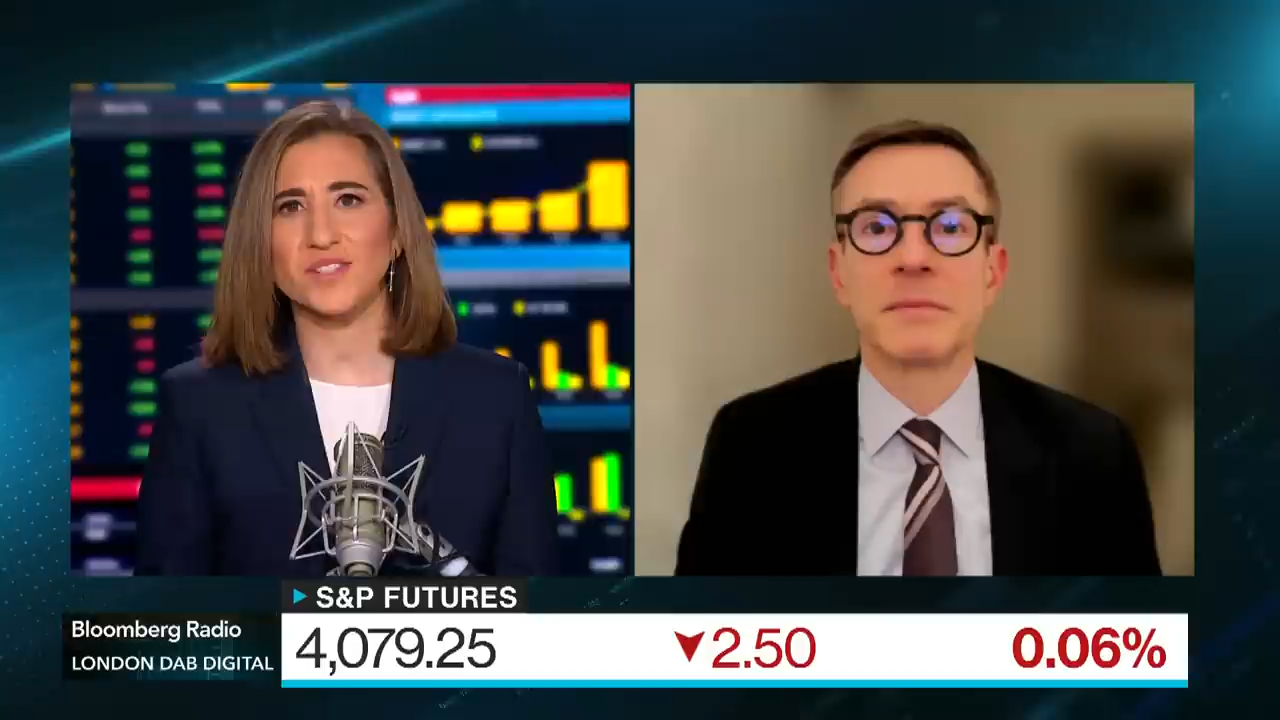 S&P FUTURES
Bloomberg Radio
LONDON DAB DIGITAL
4,079.25
2.50
0.06%